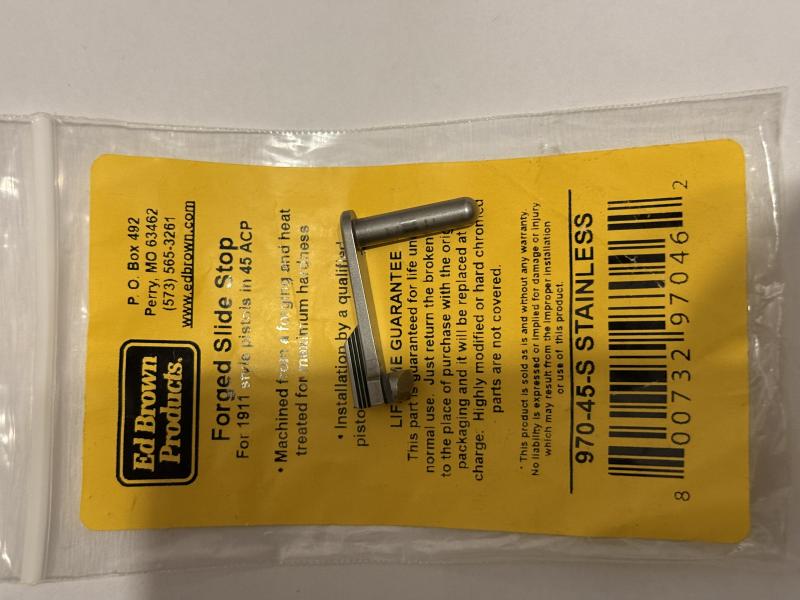 Ed Brown
Products®
P. O. Box 492
Perry, MO 63462
(573) 565-3261
www.edbrown.com
Forged Slide Stop
For 1911 style pistols in 45 ACP
• Machined from a forging and heat
treated for maximum hardness
• Installation by a qualified
LIFETIME GUARANTEE
This part is guaranteed for life
normal use. Just return the broken
to the place of purchase with the
packaging and it will be replaced at
charge. Highly modified or hard chromed
parts are not covered.
* This product is sold as is and without any warranty.
No liability is expressed or implied for damage or injury
which may result from the improper installation
or use of this product.
970-45-S STAINLESS
8 00732 97046 2